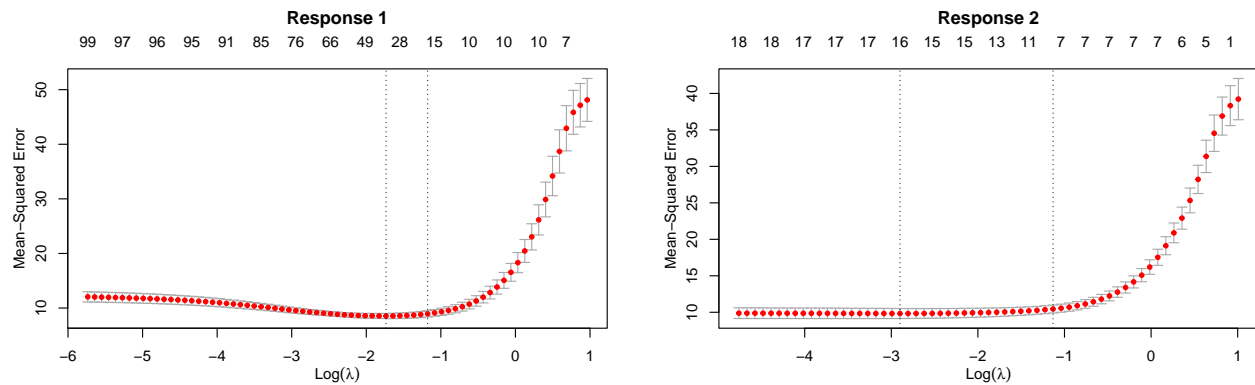 Response 1
99 97 96 95 91 85 76 66 49 28 15 10 10 10 7
Mean−Squared Error
50
40
30
20
10
−6 −5 −4 −3 −2 −1 0 1
Log(λ)
Response 2
18 18 17 17 17 16 15 15 13 11 7 7 7 7 7 6 5 1
Mean−Squared Error
40
35
30
25
20
15
10
−4 −3 −2 −1 0 1
Log(λ)